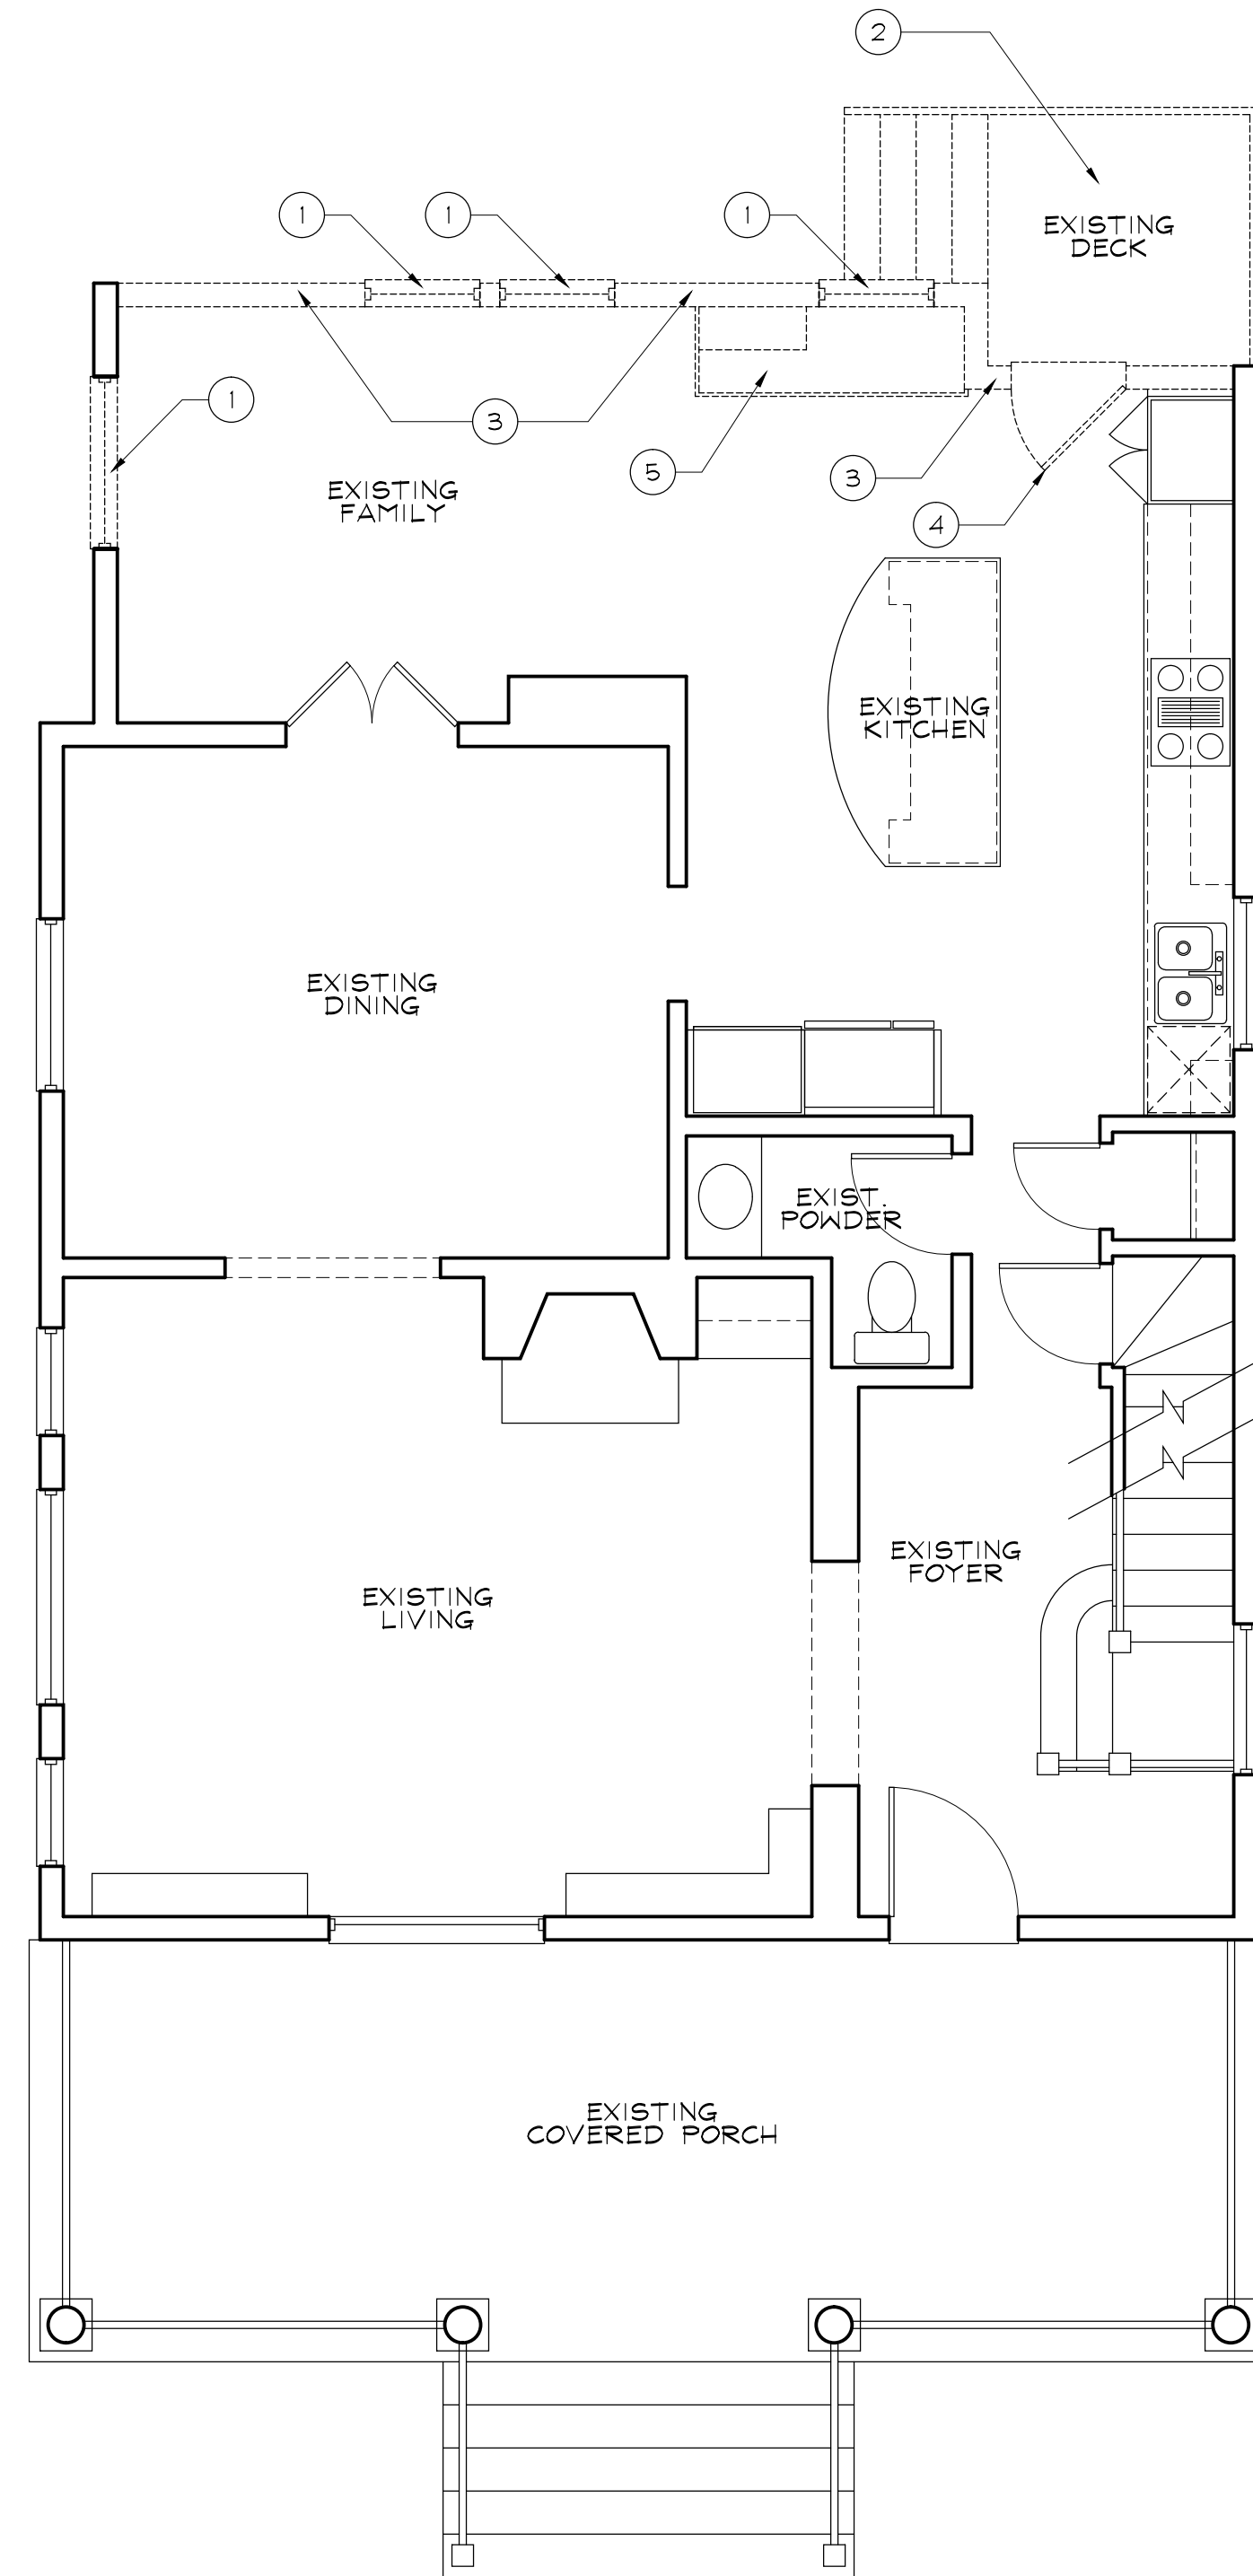 2
1
1
1
EXISTING
DECK
1
3
5
3
4
EXISTING
FAMILY
EXISTING
KITCHEN
EXISTING
DINING
EXIST.
POWDER
EXISTING
FOYER
EXISTING
LIVING
EXISTING
COVERED PORCH